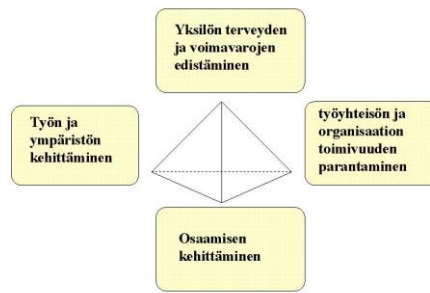 Yksilön terveyden
ja voimavarojen
edistäminen
Työn ja
ympäristön
kehittäminen
työyhteisön ja
organisaation
toimivuuden
parantaminen
Osaamisen
kehittäminen